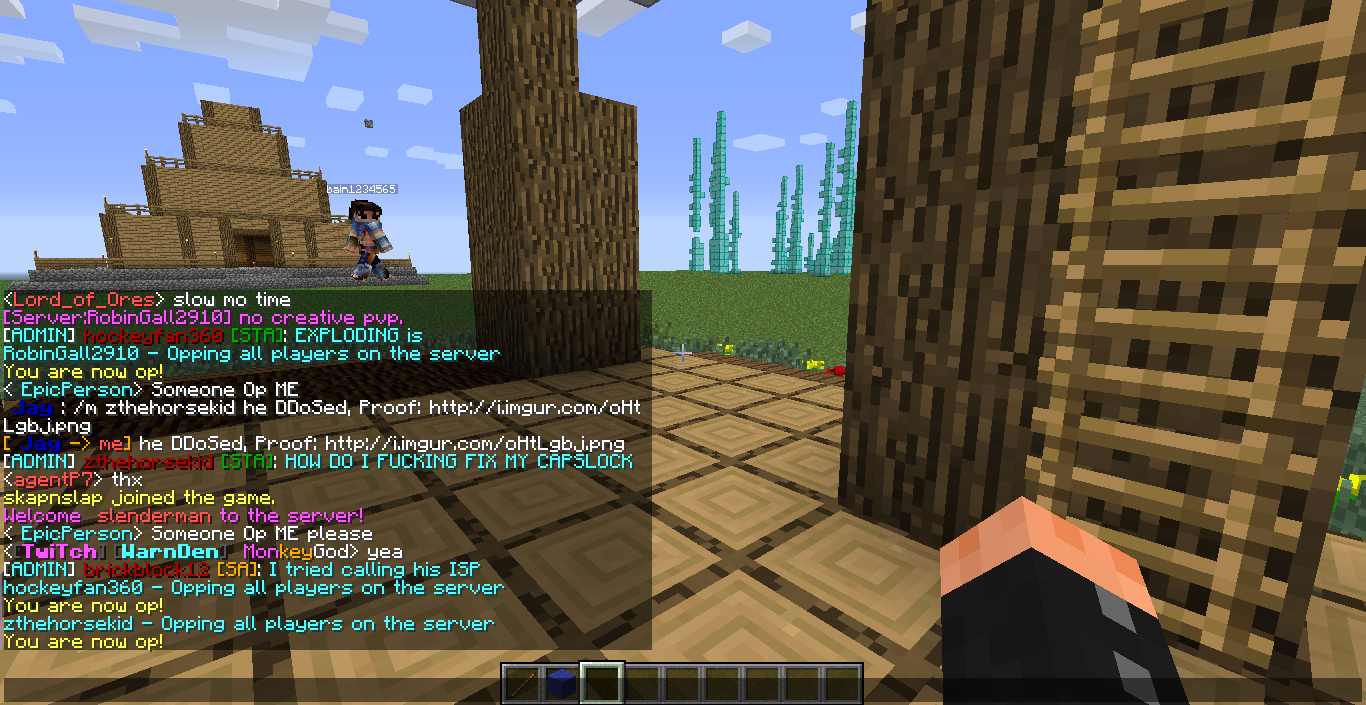 baim1234565
<Lord_of_Ores> slow mo time
[Server:RobinGall2910] no creative pvp.
[ADMIN] hockeyfan360 [STA]: EXPLODING is
RobinGall2910 - Opping all players on the server
You are now op!
< EpicPerson> Someone Op ME
Jay : /m zthehorsekid he DDoSed, Proof: http://i.imgur.com/oHt
Lgbj.png
[ Jay -> me] he DDoSed, Proof: http://i.imgur.com/oHtLgbj.png
[ADMIN] zthehorsekid [STA]: HOW DO I FUCKING FIX MY CAPSLOCK
<agentP7> thx
skapnslap joined the game.
Welcome slenderman to the server!
< EpicPerson> Someone Op ME please
<[TwiTch] [WarnDen] MonkeyGod> yea
[ADMIN] brickblock12 [SA]: I tried calling his ISP
hockeyfan360 - Opping all players on the server
You are now op!
zthehorsekid - Opping all players on the server
You are now op!